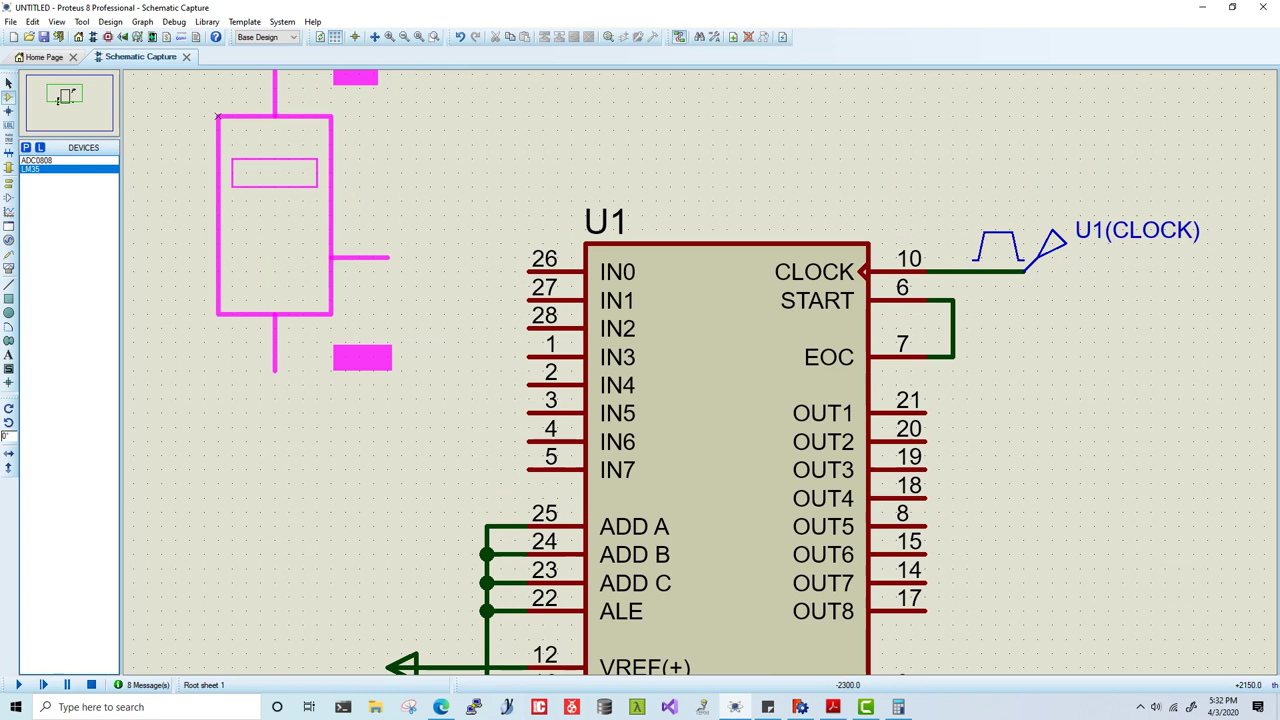 UNTITLED - Proteus 8 Professional - Schematic Capture
File Edit View Tool Design Graph Debug Library Template System Help
Base Design
Home Page
Schematic Capture
P L DEVICES
ADC0808
LM35
U1
U1(CLOCK)
26 IN0 CLOCK 10
27 IN1 START 6
28 IN2
1 IN3 EOC 7
2 IN4
3 IN5 OUT1 21
4 IN6 OUT2 20
5 IN7 OUT3 19
OUT4 18
25 ADD A OUT5 8
24 ADD B OUT6 15
23 ADD C OUT7 14
22 ALE OUT8 17
12 VREF(+)
8 Message(s)
Root sheet 1
-2300.0
+2150.0
th
Type here to search
5:32 PM
4/3/2020